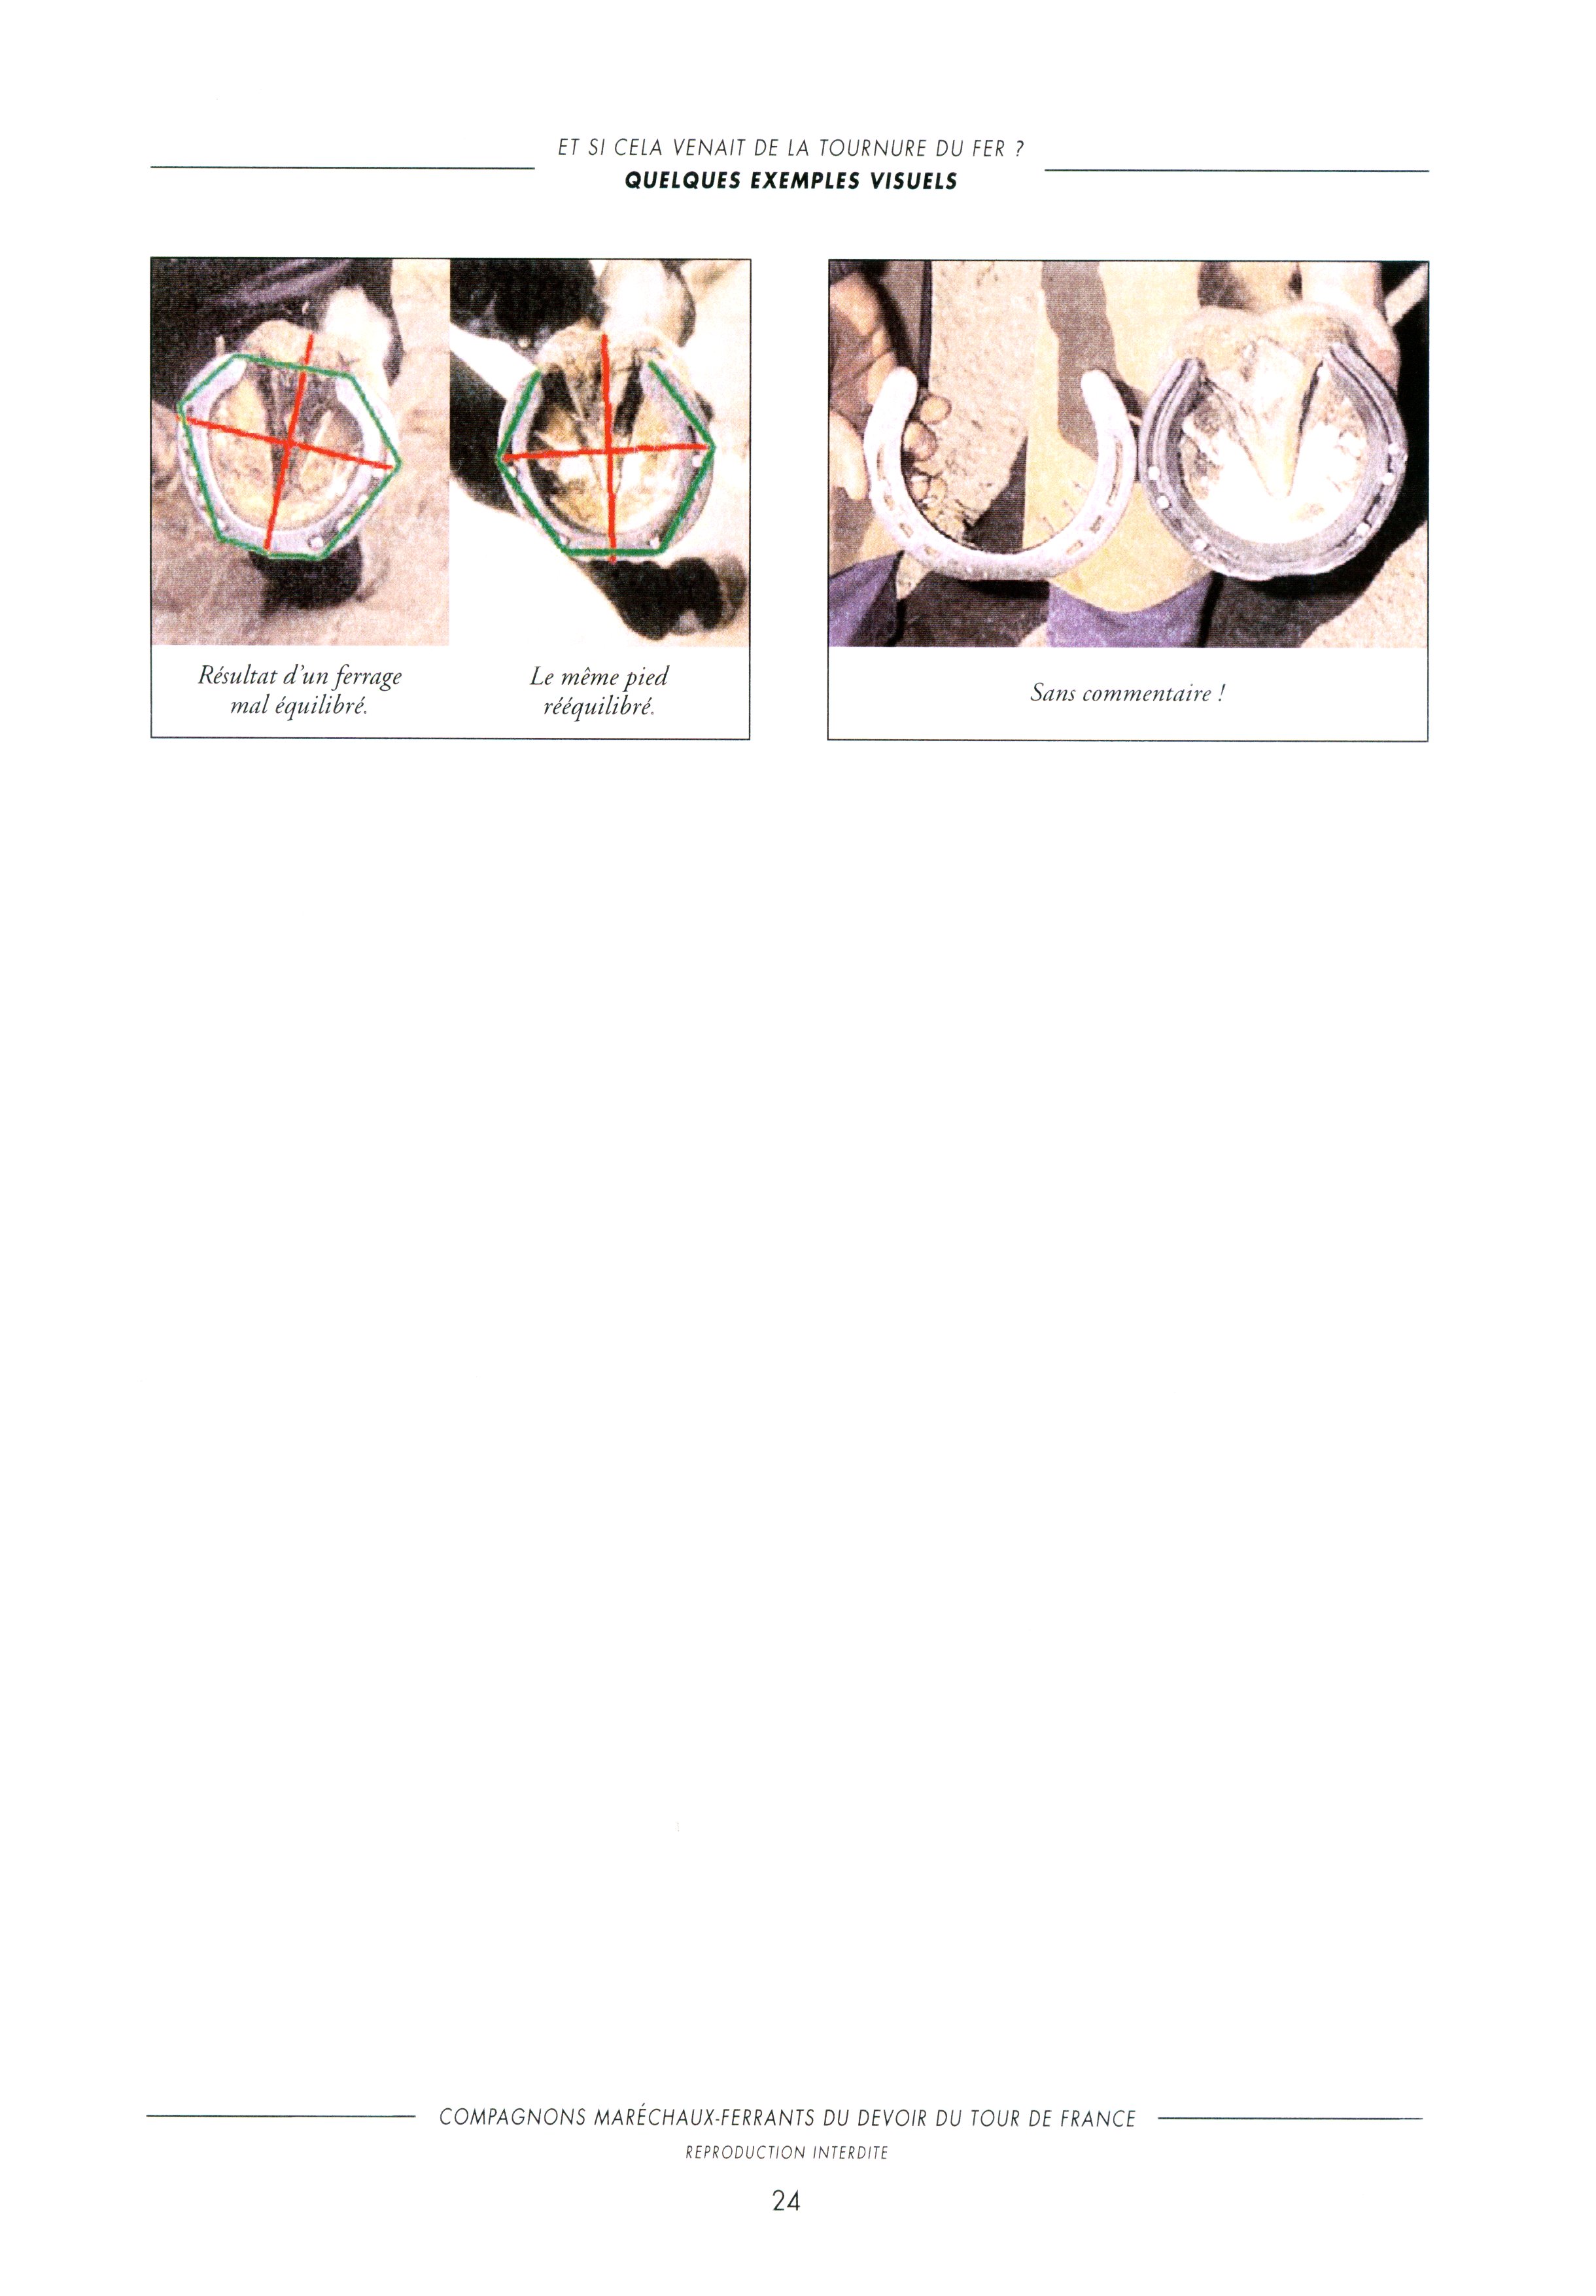 ET SI CELA VENAIT DE LA TOURNURE DU FER ?
QUELQUES EXEMPLES VISUELS
Résultat d'un ferrage
mal équilibré.
Le même pied
rééquilibré.
Sans commentaire !
COMPAGNONS MARÉCHAUX-FERRANTS DU DEVOIR DU TOUR DE FRANCE
REPRODUCTION INTERDITE
24